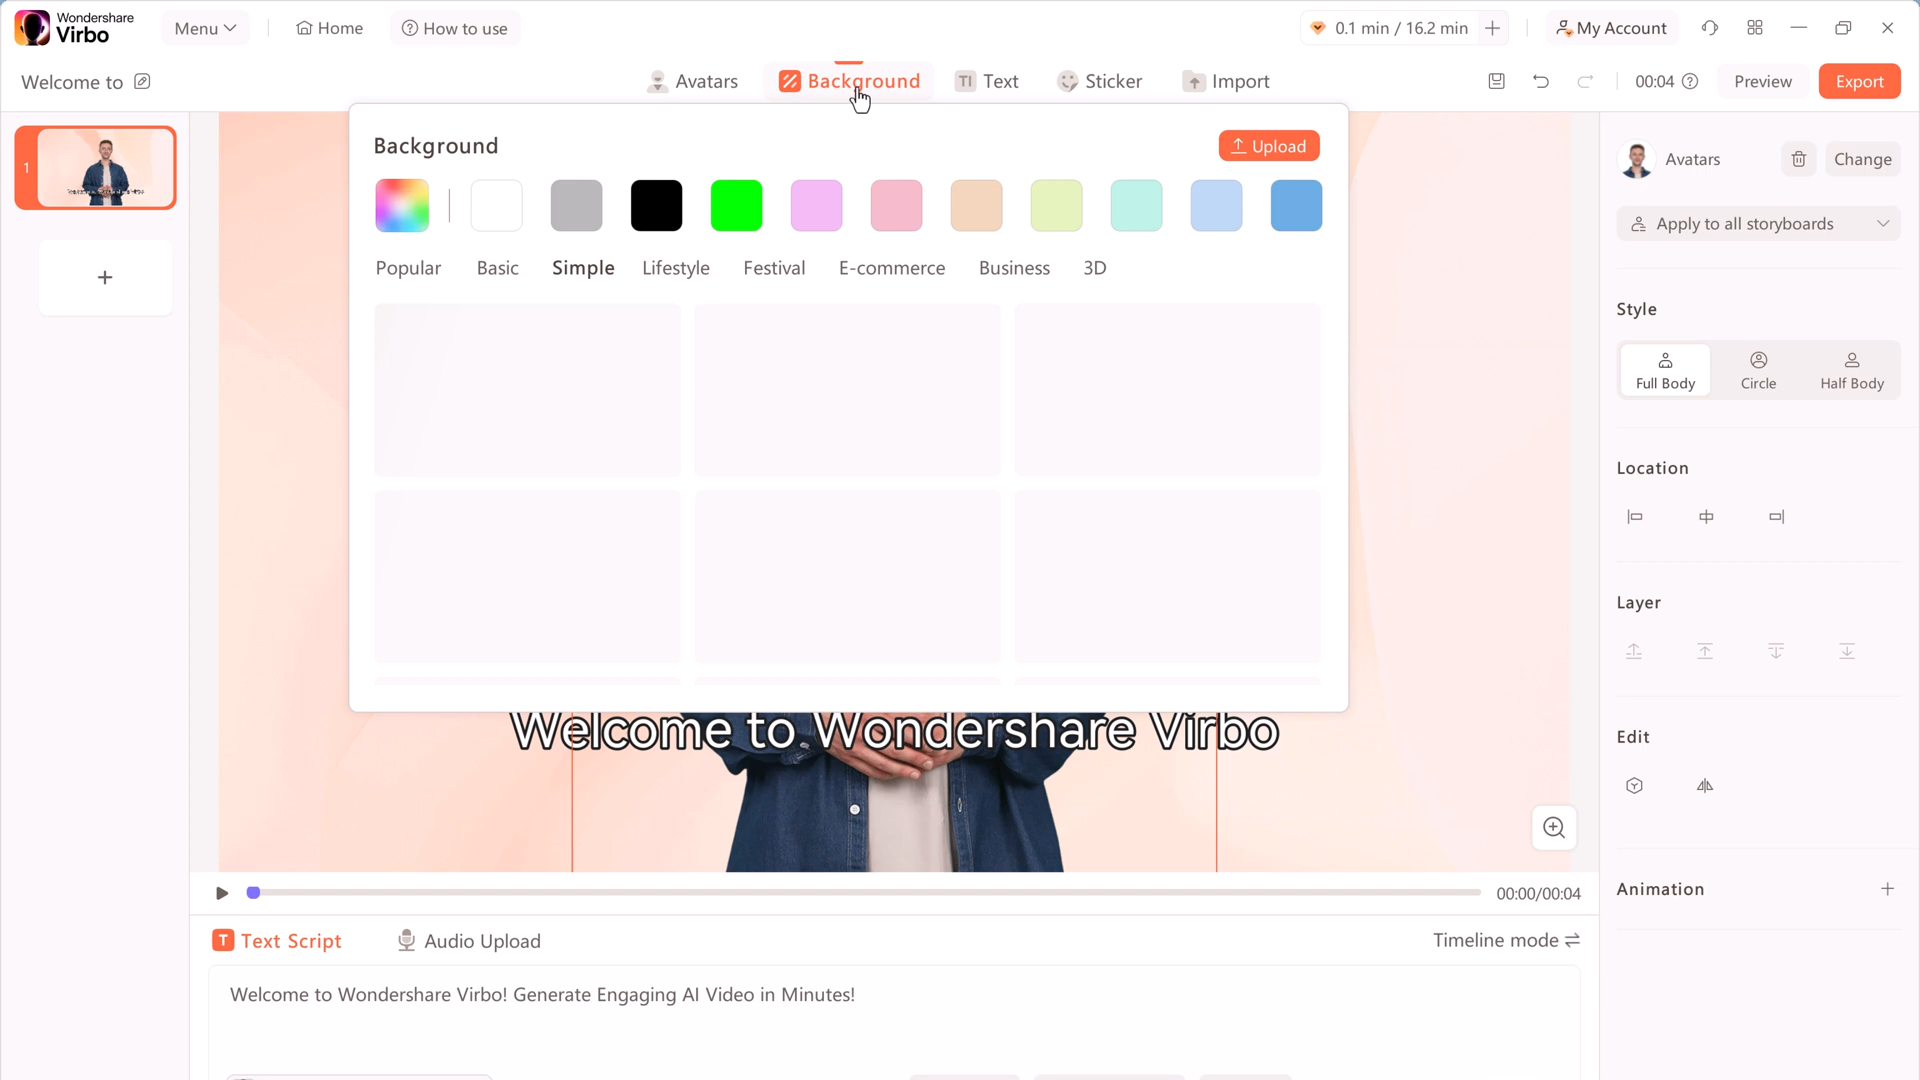 Wondershare
Virbo
Menu
Home
How to use
0.1 min / 16.2 min
My Account
Welcome to
Avatars
Background
Text
Sticker
Import
00:04
Preview
Export
Background
Upload
Popular
Basic
Simple
Lifestyle
Festival
E-commerce
Business
3D
1
Avatars
Change
Apply to all storyboards
Style
Full Body
Circle
Half Body
Location
Layer
Edit
Animation
Welcome to Wondershare Virbo
00:00/00:04
Text Script
Audio Upload
Timeline mode
Welcome to Wondershare Virbo! Generate Engaging AI Video in Minutes!